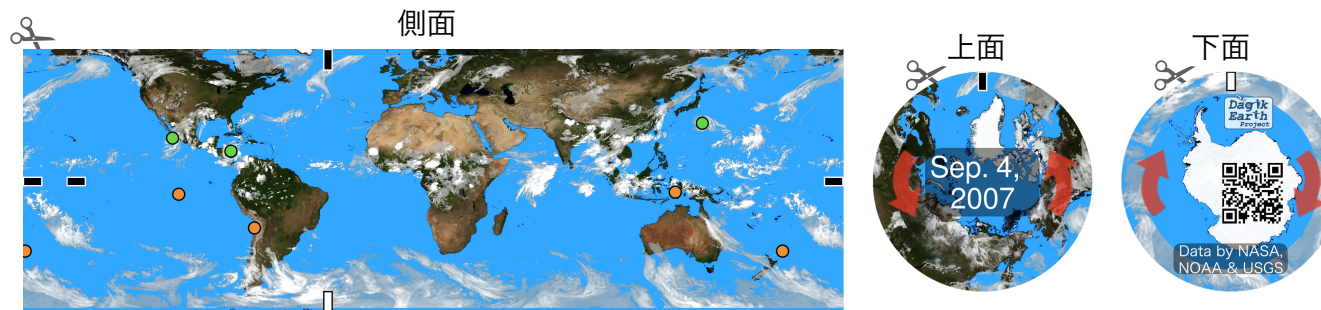 側面
上面
下面
Sep. 4,
2007
Dagik
Earth
Project
Data by NASA,
NOAA & USGS